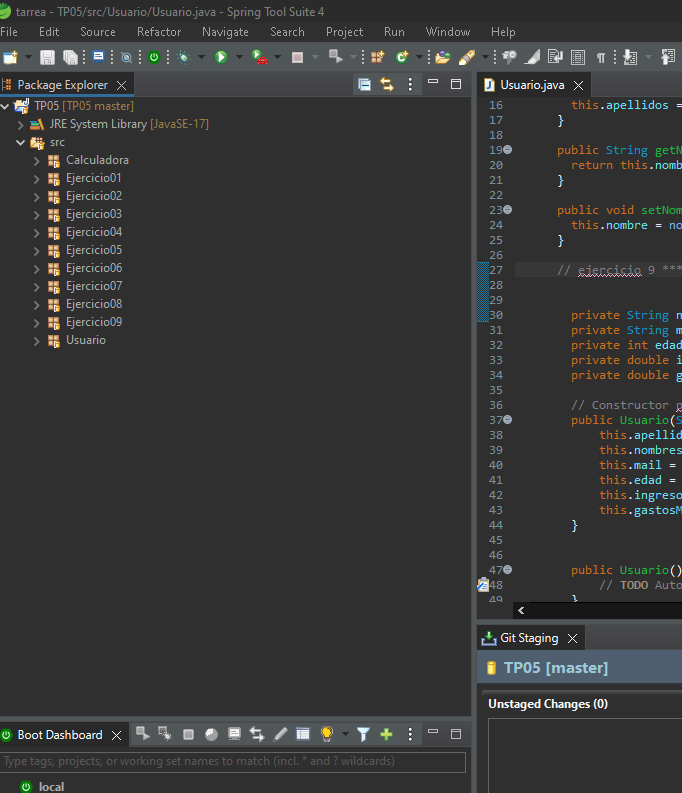 tarrea - TP05/src/Usuario/Usuario.java - Spring Tool Suite 4
File Edit Source Refactor Navigate Search Project Run Window Help
Package Explorer
TP05 [TP05 master]
JRE System Library [JavaSE-17]
src
Calculadora
Ejercicio01
Ejercicio02
Ejercicio03
Ejercicio04
Ejercicio05
Ejercicio06
Ejercicio07
Ejercicio08
Ejercicio09
Usuario
Usuario.java
16 this.apellidos =
17 }
18
19 public String getN
20 return this.nomb
21 }
22
23 public void setNom
24 this.nombre = no
25 }
26
27 // ejercicio 9 ***
28
29
30 private String n
31 private String m
32 private int edad
33 private double i
34 private double g
35
36 // Constructor p
37 public Usuario(S
38 this.apellid
39 this.nombres
40 this.mail =
41 this.edad =
42 this.ingreso
43 this.gastosM
44 }
45
46
47 public Usuario()
48 // TODO Auto
49 }
Git Staging
TP05 [master]
Unstaged Changes (0)
Boot Dashboard
Type tags, projects, or working set names to match (incl. * and ? wildcards)
local